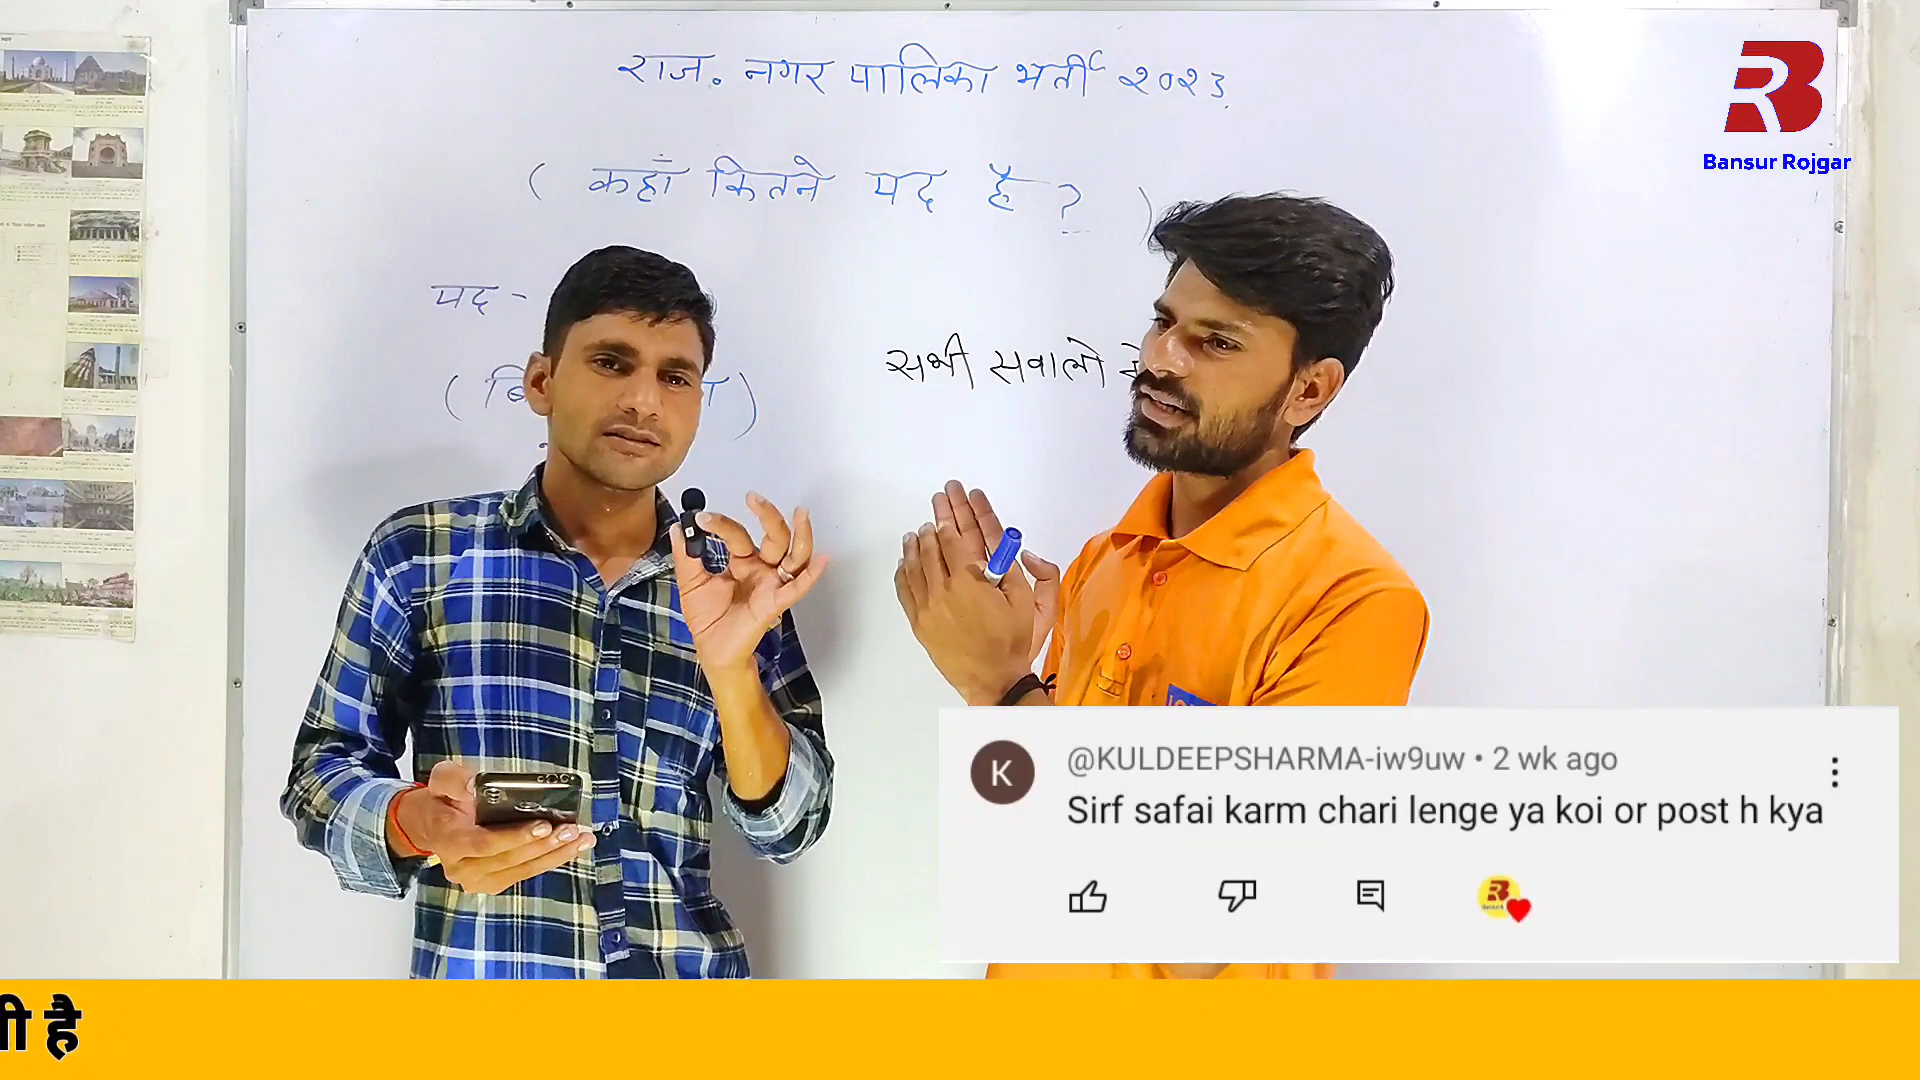 राज. नगर पालिका भर्ती २०२३
( कहाँ कितने पद है ? )
पद -
सभी सवालो
Bansur Rojgar
@KULDEEPSHARMA-iw9uw • 2 wk ago
K
Sirf safai karm chari lenge ya koi or post h kya
है